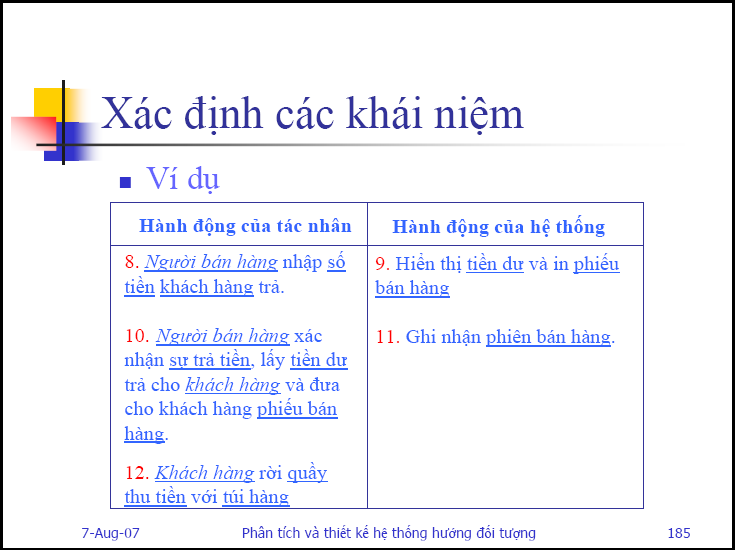 Xác định các khái niệm
Ví dụ
Hành động của tác nhân
Hành động của hệ thống
8. Người bán hàng nhập số
tiền khách hàng trả.
9. Hiển thị tiền dư và in phiếu
bán hàng
10. Người bán hàng xác
nhận sự trả tiền, lấy tiền dư
trả cho khách hàng và đưa
cho khách hàng phiếu bán
hàng.
11. Ghi nhận phiên bán hàng.
12. Khách hàng rời quầy
thu tiền với túi hàng
7-Aug-07
Phân tích và thiết kế hệ thống hướng đối tượng
185